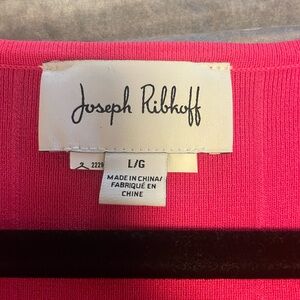 Joseph Ribkoff
L/G
MADE IN CHINA/
FABRIQUÉ EN
CHINE